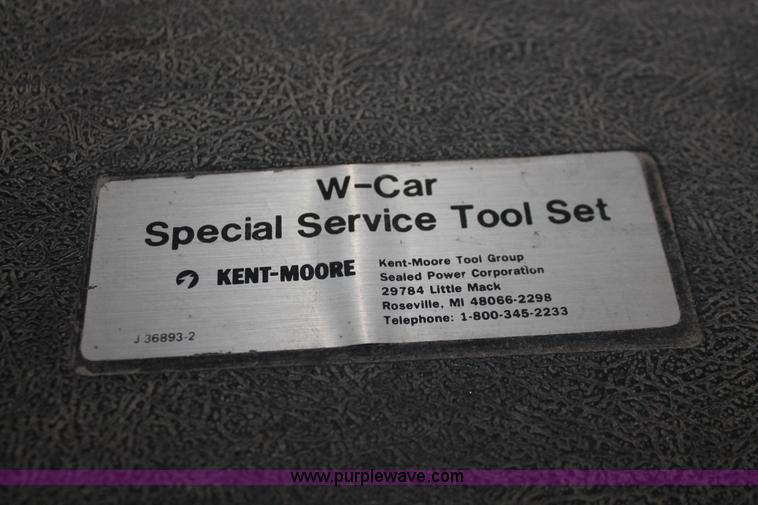 W-Car
Special Service Tool Set
KENT-MOORE
Kent-Moore Tool Group
Sealed Power Corporation
29784 Little Mack
Roseville, MI 48066-2298
Telephone: 1-800-345-2233
J 36893-2
www.purplewave.com